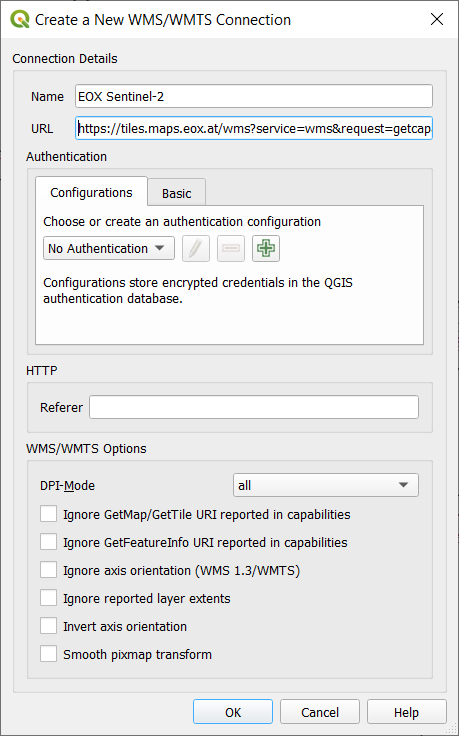 Create a New WMS/WMTS Connection
Connection Details
Name EOX Sentinel-2
URL https://tiles.maps.eox.at/wms?service=wms&request=getcap
Authentication
Configurations Basic
Choose or create an authentication configuration
No Authentication
Configurations store encrypted credentials in the QGIS
authentication database.
HTTP
Referer
WMS/WMTS Options
DPI-Mode all
Ignore GetMap/GetTile URI reported in capabilities
Ignore GetFeatureInfo URI reported in capabilities
Ignore axis orientation (WMS 1.3/WMTS)
Ignore reported layer extents
Invert axis orientation
Smooth pixmap transform
OK Cancel Help